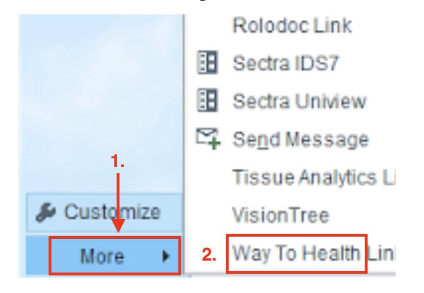 Rolodoc Link
Sectra IDS7
Sectra Uniview
Send Message
1.
Tissue Analytics Li
Customize
VisionTree
More
2. Way To Health Lin